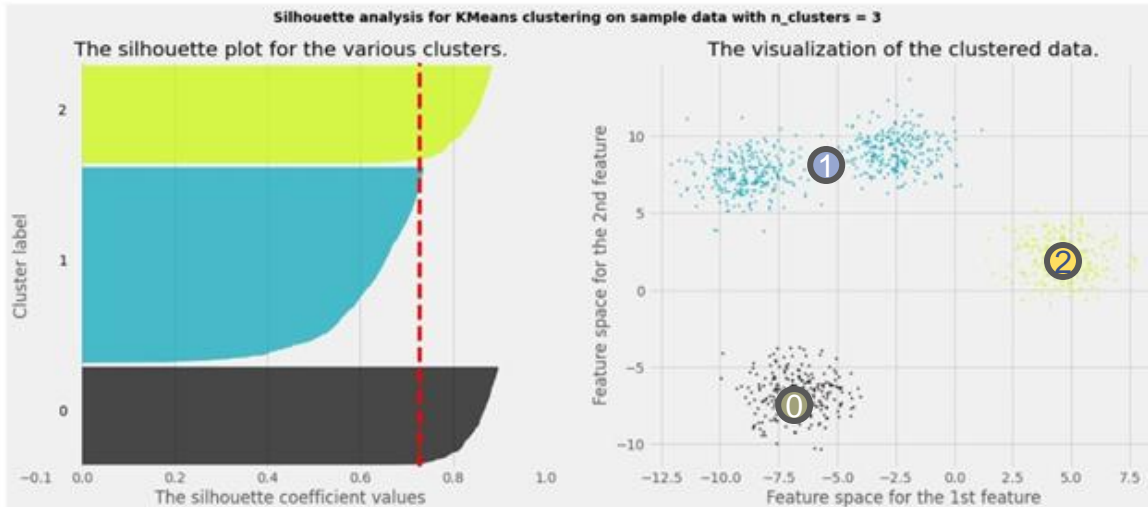 Silhouette analysis for KMeans clustering on sample data with n_clusters = 3
The silhouette plot for the various clusters.
Cluster label
2
1
0
−0.1 0.0 0.2 0.4 0.6 0.8 1.0
The silhouette coefficient values
The visualization of the clustered data.
Feature space for the 2nd feature
10
5
0
−5
−10
1
2
0
−12.5 −10.0 −7.5 −5.0 −2.5 0.0 2.5 5.0 7.5
Feature space for the 1st feature